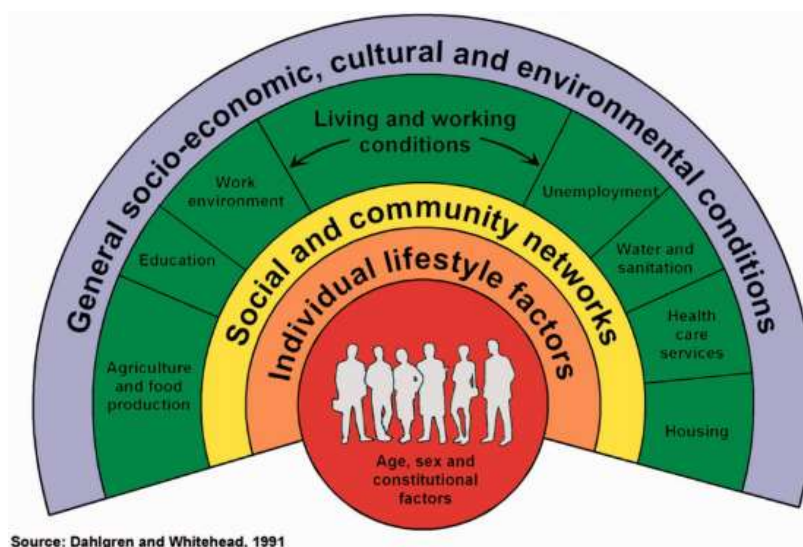 General socio-economic, cultural and environmental conditions
Living and working
conditions
Work
environment
Unemployment
Education
Water and
sanitation
Agriculture
and food
production
Health
care
services
Housing
Social and community networks
Individual lifestyle factors
Age, sex and
constitutional
factors
Source: Dahlgren and Whitehead, 1991